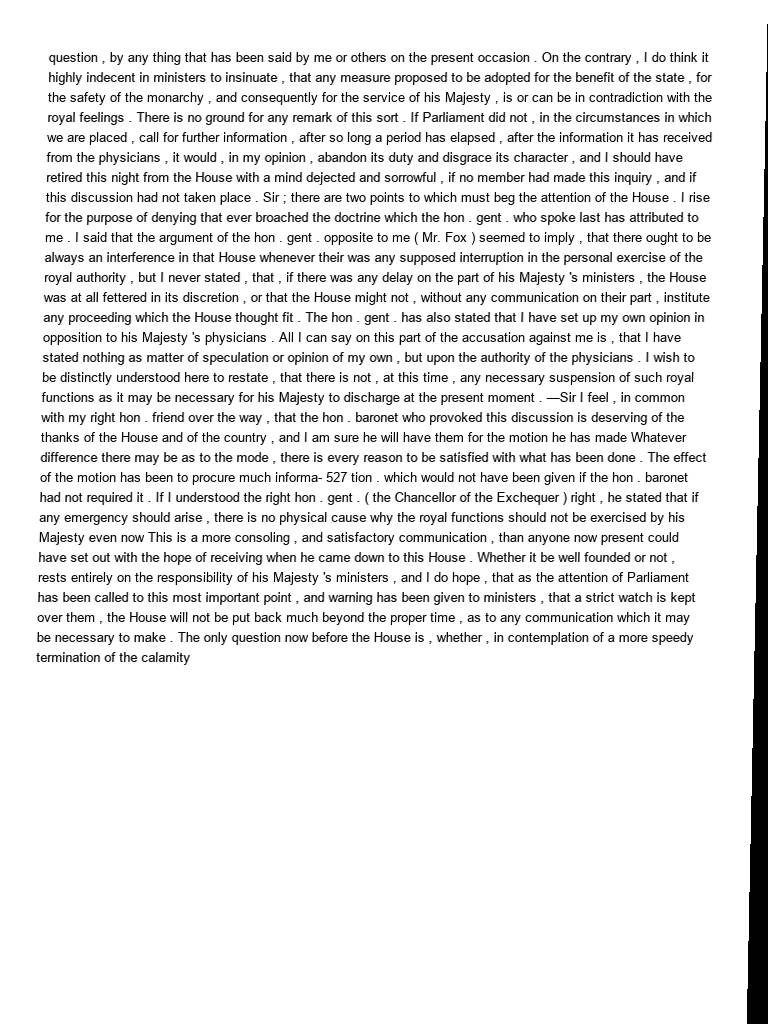 question , by any thing that has been said by me or others on the present occasion . On the contrary , I do think it
highly indecent in ministers to insinuate , that any measure proposed to be adopted for the benefit of the state , for
the safety of the monarchy , and consequently for the service of his Majesty , is or can be in contradiction with the
royal feelings . There is no ground for any remark of this sort . If Parliament did not , in the circumstances in which
we are placed , call for further information , after so long a period has elapsed , after the information it has received
from the physicians , it would , in my opinion , abandon its duty and disgrace its character , and I should have
retired this night from the House with a mind dejected and sorrowful , if no member had made this inquiry , and if
this discussion had not taken place . Sir ; there are two points to which must beg the attention of the House . I rise
for the purpose of denying that ever broached the doctrine which the hon . gent . who spoke last has attributed to
me . I said that the argument of the hon . gent . opposite to me ( Mr. Fox ) seemed to imply , that there ought to be
always an interference in that House whenever their was any supposed interruption in the personal exercise of the
royal authority , but I never stated , that , if there was any delay on the part of his Majesty 's ministers , the House
was at all fettered in its discretion , or that the House might not , without any communication on their part , institute
any proceeding which the House thought fit . The hon . gent . has also stated that I have set up my own opinion in
opposition to his Majesty 's physicians . All I can say on this part of the accusation against me is , that I have
stated nothing as matter of speculation or opinion of my own , but upon the authority of the physicians . I wish to
be distinctly understood here to restate , that there is not , at this time , any necessary suspension of such royal
functions as it may be necessary for his Majesty to discharge at the present moment . —Sir I feel , in common
with my right hon . friend over the way , that the hon . baronet who provoked this discussion is deserving of the
thanks of the House and of the country , and I am sure he will have them for the motion he has made Whatever
difference there may be as to the mode , there is every reason to be satisfied with what has been done . The effect
of the motion has been to procure much informa- 527 tion . which would not have been given if the hon . baronet
had not required it . If I understood the right hon . gent . ( the Chancellor of the Exchequer ) right , he stated that if
any emergency should arise , there is no physical cause why the royal functions should not be exercised by his
Majesty even now This is a more consoling , and satisfactory communication , than anyone now present could
have set out with the hope of receiving when he came down to this House . Whether it be well founded or not ,
rests entirely on the responsibility of his Majesty 's ministers , and I do hope , that as the attention of Parliament
has been called to this most important point , and warning has been given to ministers , that a strict watch is kept
over them , the House will not be put back much beyond the proper time , as to any communication which it may
be necessary to make . The only question now before the House is , whether , in contemplation of a more speedy
termination of the calamity